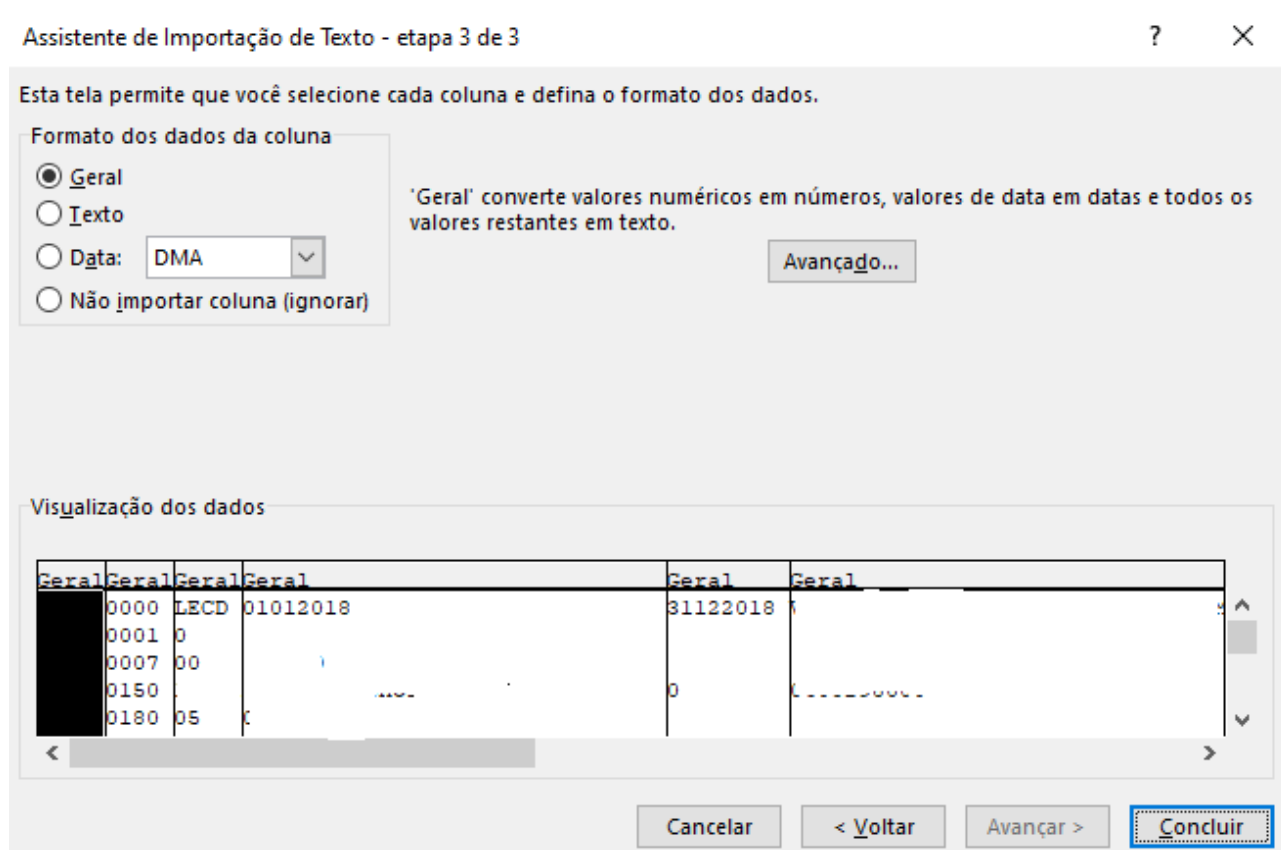 Assistente de Importação de Texto - etapa 3 de 3
?
Esta tela permite que você selecione cada coluna e defina o formato dos dados.
Formato dos dados da coluna
Geral
Texto
Data: DMA
Não importar coluna (ignorar)
'Geral' converte valores numéricos em números, valores de data em datas e todos os
valores restantes em texto.
Avançado...
Visualização dos dados
Geral Geral Geral Geral Geral Geral
0000 LECD 01012018 31122018
0001 0
0007 00
0150 0
0180 05
Cancelar
< Voltar
Avançar >
Concluir